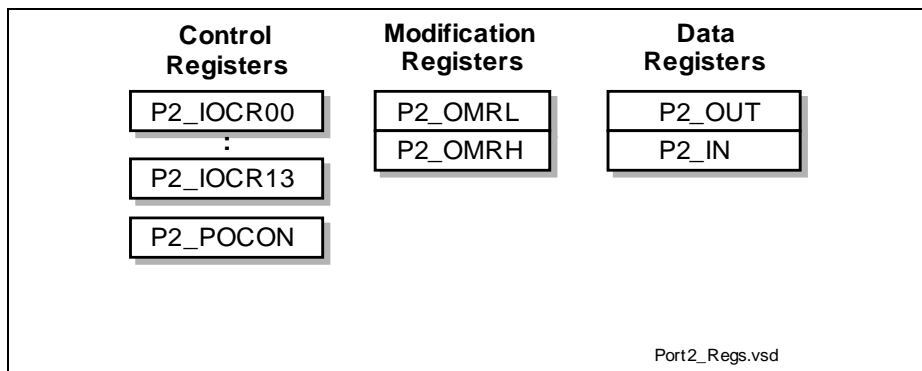 Control
Registers
P2_IOCR00
:
P2_IOCR13
P2_POCON
Modification
Registers
P2_OMRL
P2_OMRH
Data
Registers
P2_OUT
P2_IN
Port2_Regs.vsd